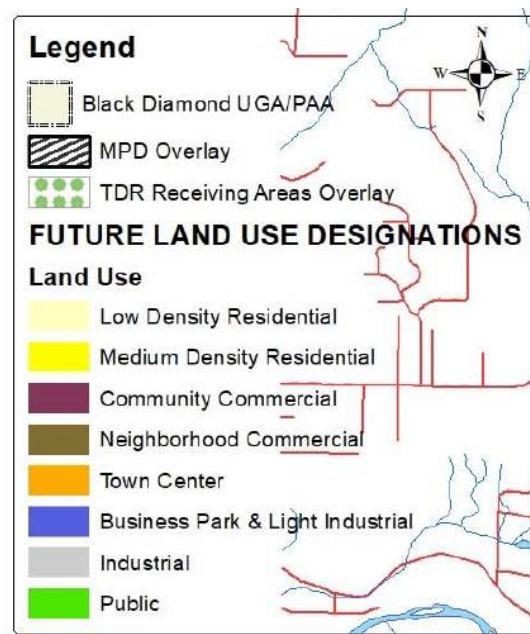 Legend
N
W E
S
Black Diamond UGA/PAA
MPD Overlay
TDR Receiving Areas Overlay
FUTURE LAND USE DESIGNATIONS
Land Use
Low Density Residential
Medium Density Residential
Community Commercial
Neighborhood Commercial
Town Center
Business Park & Light Industrial
Industrial
Public